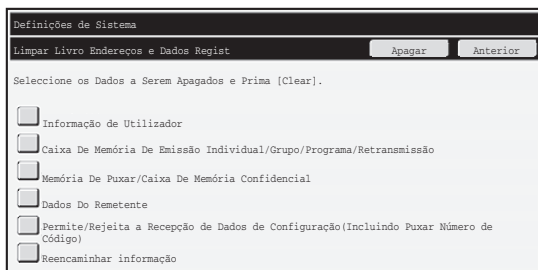 Definições de Sistema
Limpar Livro Endereços e Dados Regist Apagar Anterior
Seleccione os Dados a Serem Apagados e Prima [Clear].
Informação de Utilizador
Caixa De Memória De Emissão Individual/Grupo/Programa/Retransmissão
Memória De Puxar/Caixa De Memória Confidencial
Dados Do Remetente
Permite/Rejeita a Recepção de Dados de Configuração(Incluindo Puxar Número de
Código)
Reencaminhar informação